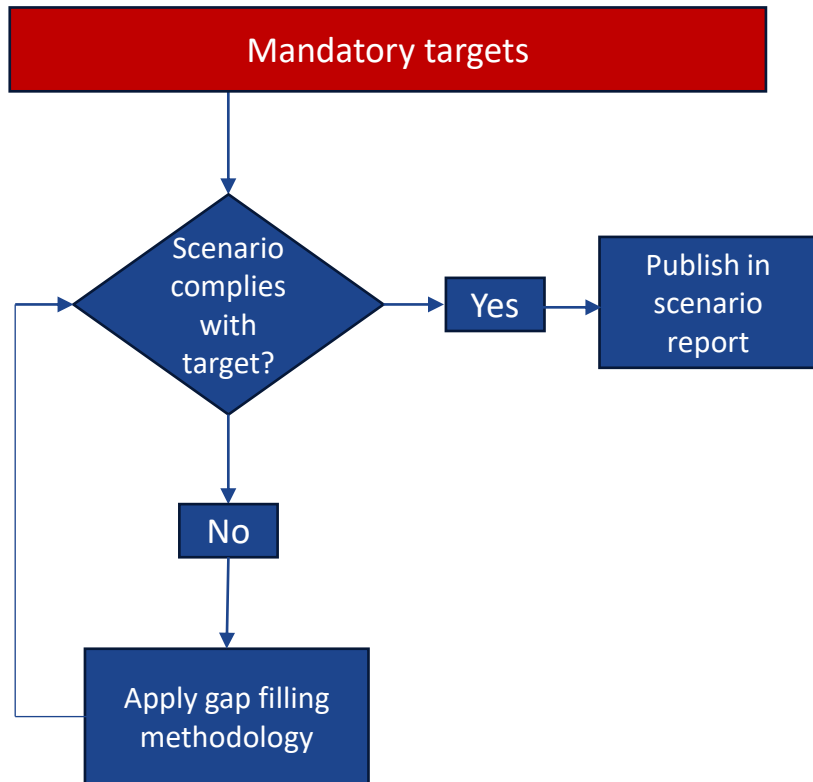 Mandatory targets
Scenario
complies
with
target?
Yes
Publish in
scenario
report
No
Apply gap filling
methodology